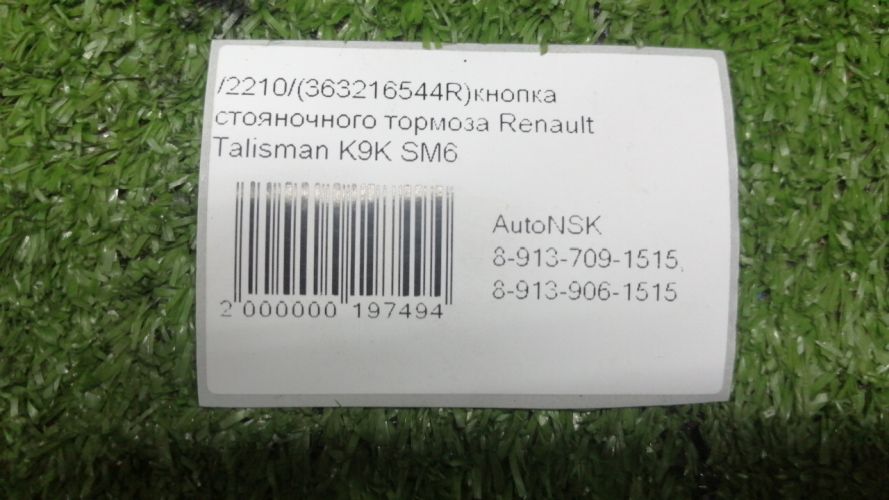 /2210/(363216544R)кнопка
стояночного тормоза Renault
Talisman K9K SM6
AutoNSK
8-913-709-1515,
8-913-906-1515
2 000000 197494